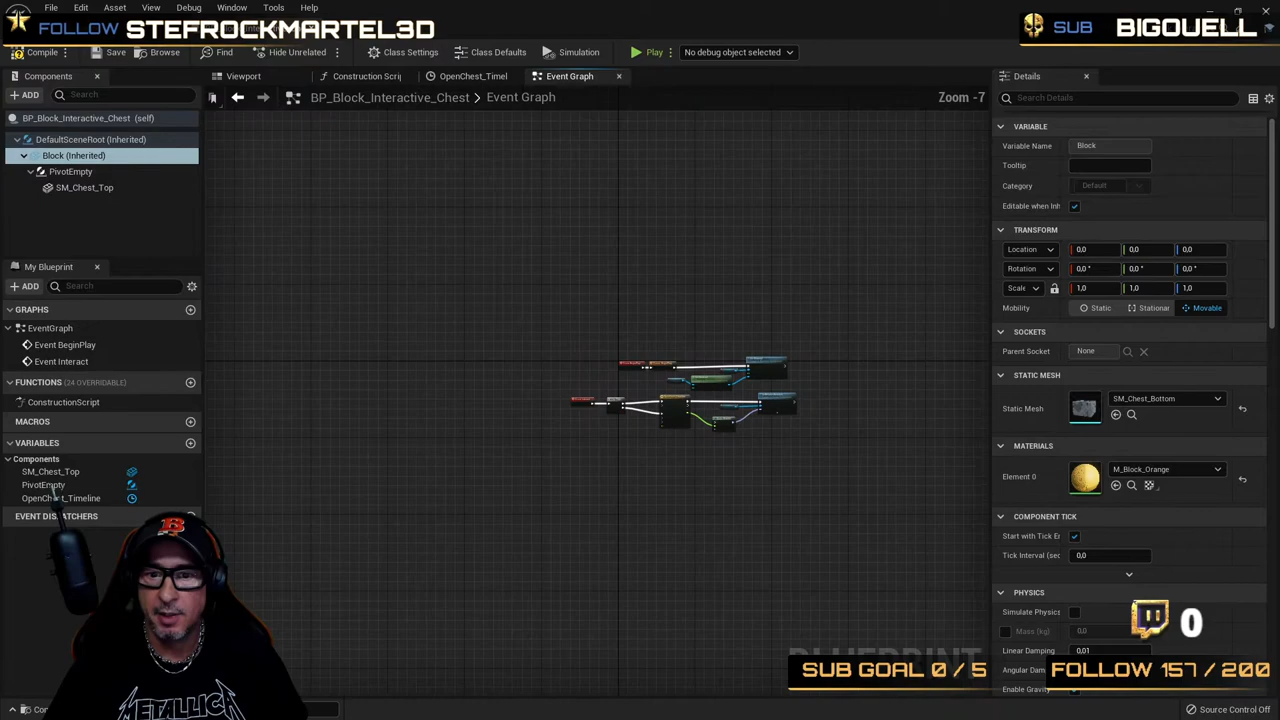 File Edit Asset View Debug Window Tools Help
FOLLOW STEFROCKMARTEL3D
SUB BIGOUELL
Compile Save Browse Find Hide Unrelated Class Settings Class Defaults Simulation Play No debug object selected
Components Viewport Construction Scrip OpenChest_Timel Event Graph Details
ADD Search
BP_Block_Interactive_Chest > Event Graph Zoom -7
Search Details
BP_Block_Interactive_Chest (self)
DefaultSceneRoot (Inherited)
Block (Inherited)
PivotEmpty
SM_Chest_Top
My Blueprint
ADD Search
GRAPHS
EventGraph
Event BeginPlay
Event Interact
FUNCTIONS (24 OVERRIDABLE)
ConstructionScript
MACROS
VARIABLES
Components
SM_Chest_Top
PivotEmpty
OpenChest_Timeline
EVENT DISPATCHERS
VARIABLE
Variable Name Block
Tooltip
Category Default
Editable when Inh
TRANSFORM
Location 0,0 0,0 0,0
Rotation 0,0 ° 0,0 ° 0,0 °
Scale 1,0 1,0 1,0
Mobility Static Stationar Movable
SOCKETS
Parent Socket None
STATIC MESH
Static Mesh SM_Chest_Bottom
MATERIALS
Element 0 M_Block_Orange
COMPONENT TICK
Start with Tick E
Tick Interval (sec 0,0
PHYSICS
Simulate Physics
Mass (kg) 0,0
Linear Damping 0,01
Angular Dam
Enable Gravity
0
METALLICA
SUB GOAL 0 / 5
FOLLOW 157 / 200
Source Control Off